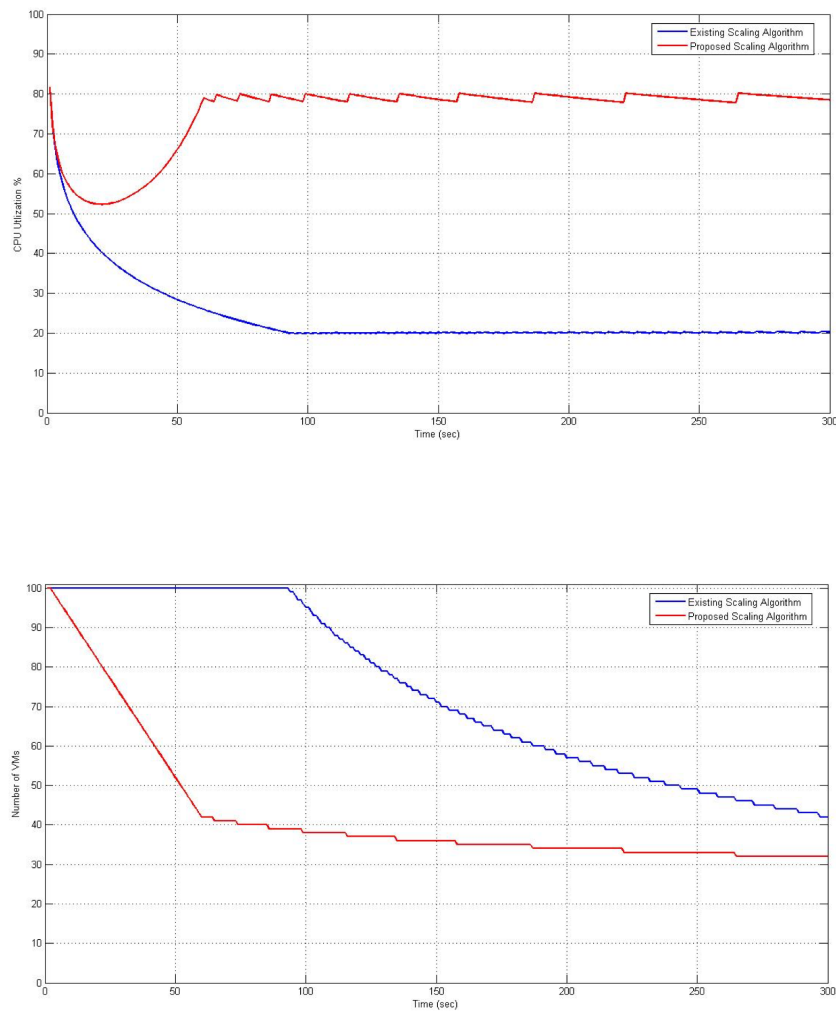 100
90
80
70
60
50
40
30
20
10
0
CPU Utilization %
Existing Scaling Algorithm
Proposed Scaling Algorithm
0 50 100 150 200 250 300
Time (sec)
100
90
80
70
60
50
40
30
20
10
0
Number of VMs
Existing Scaling Algorithm
Proposed Scaling Algorithm
0 50 100 150 200 250 300
Time (sec)